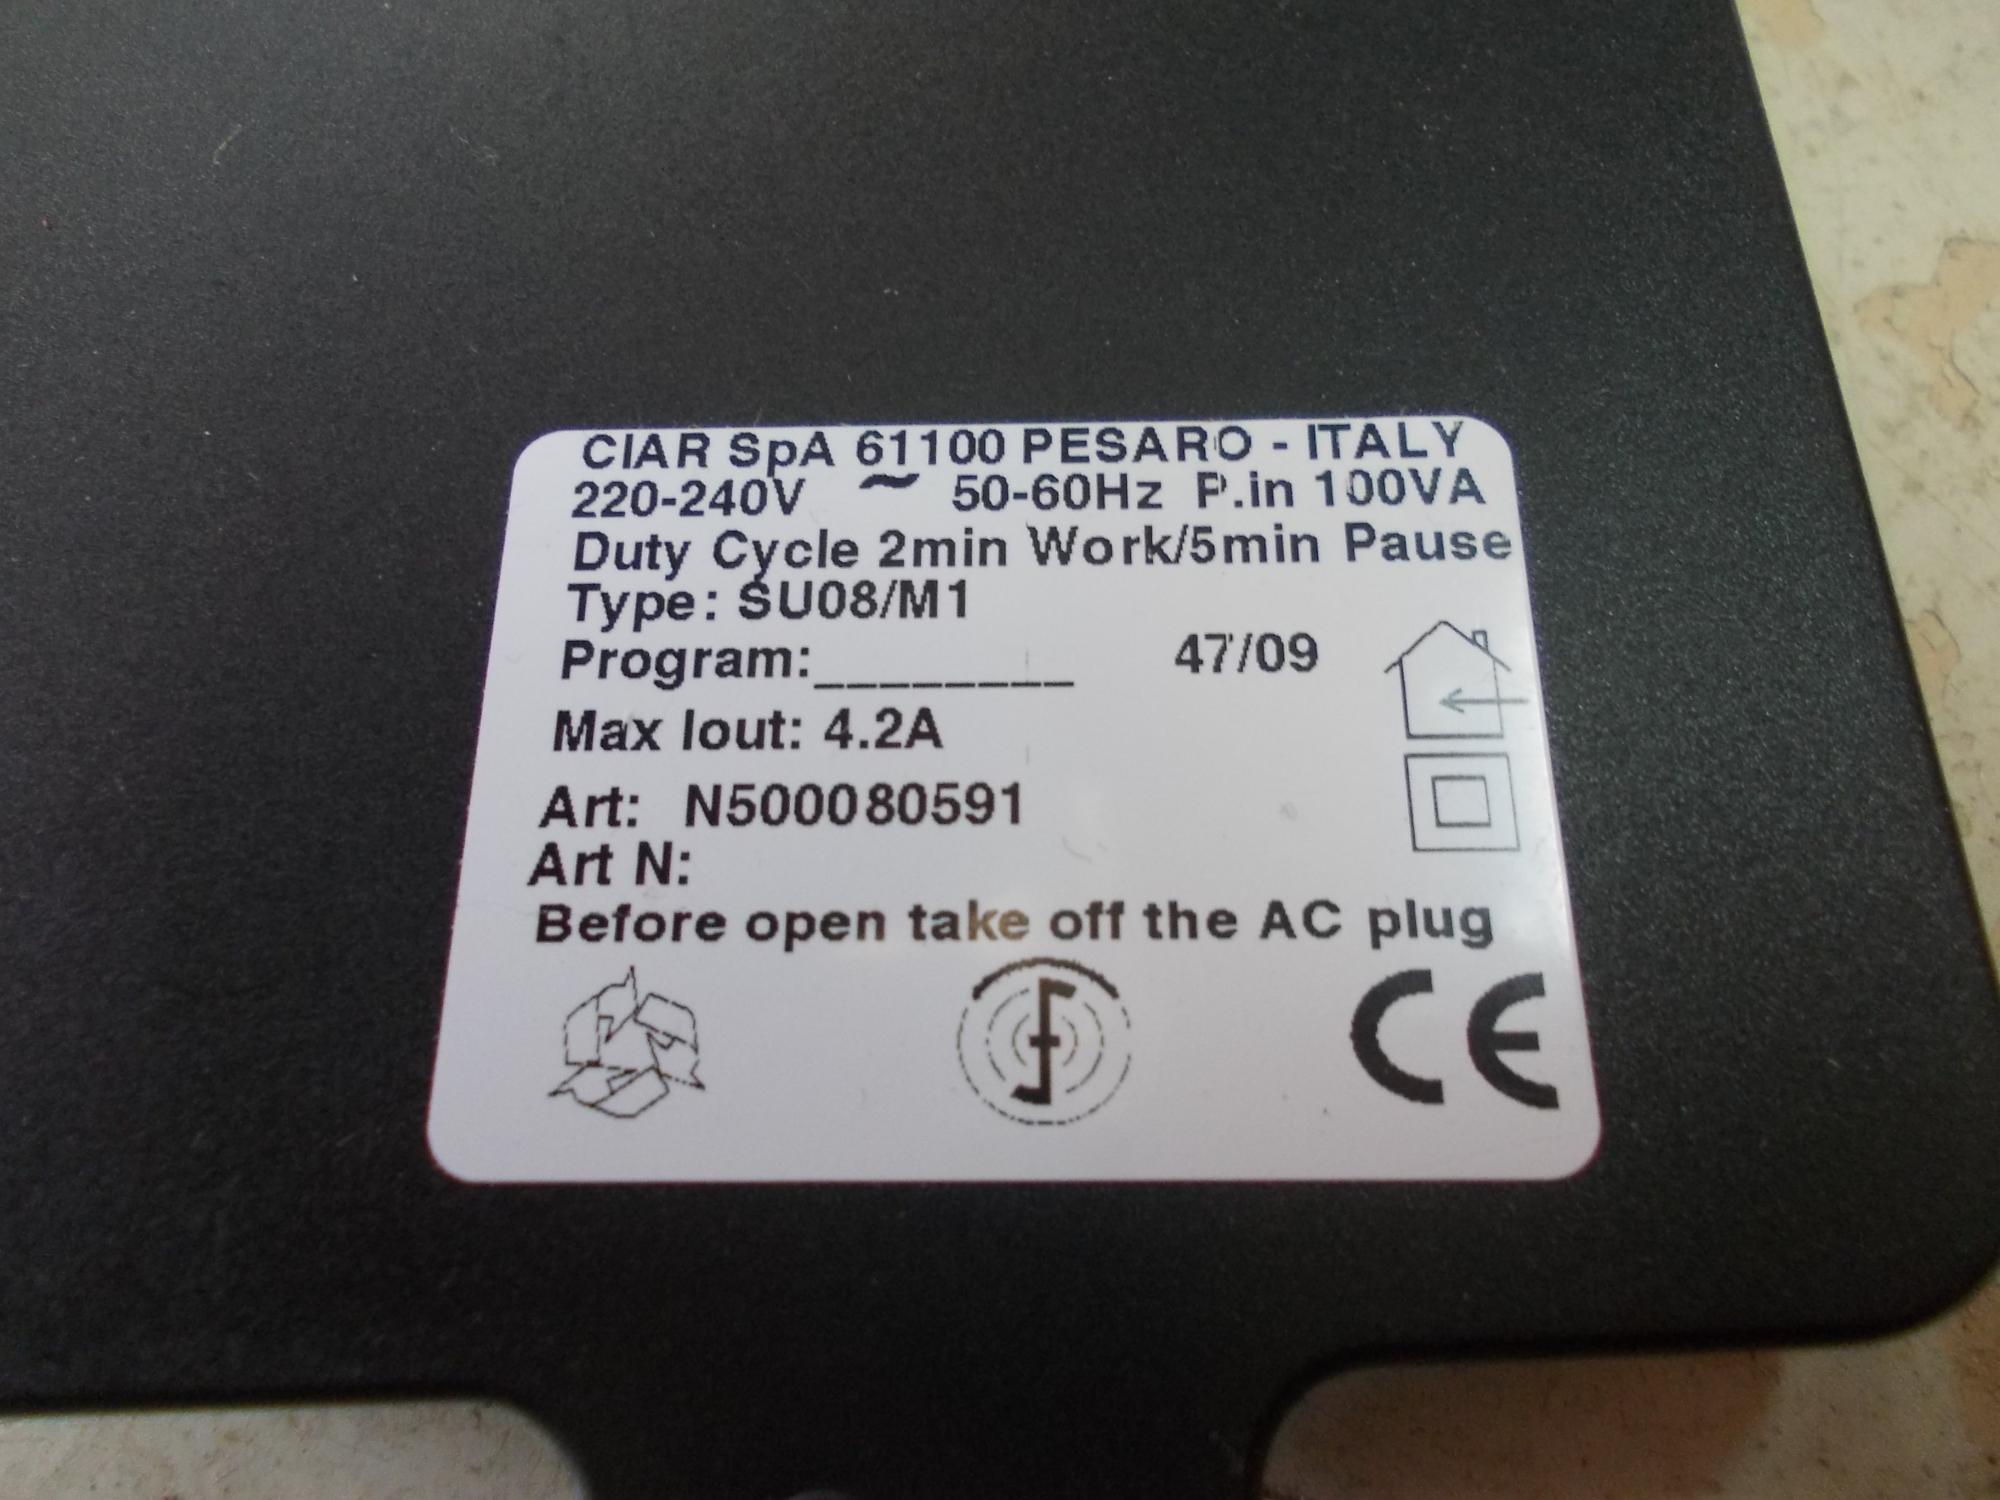 CIAR SpA 61100 PESARO - ITALY
220-240V ~ 50-60Hz P.in 100VA
Duty Cycle 2min Work/5min Pause
Type: SU08/M1
Program:________ 47/09
Max Iout: 4.2A
Art: N500080591
Art N:
Before open take off the AC plug
CE